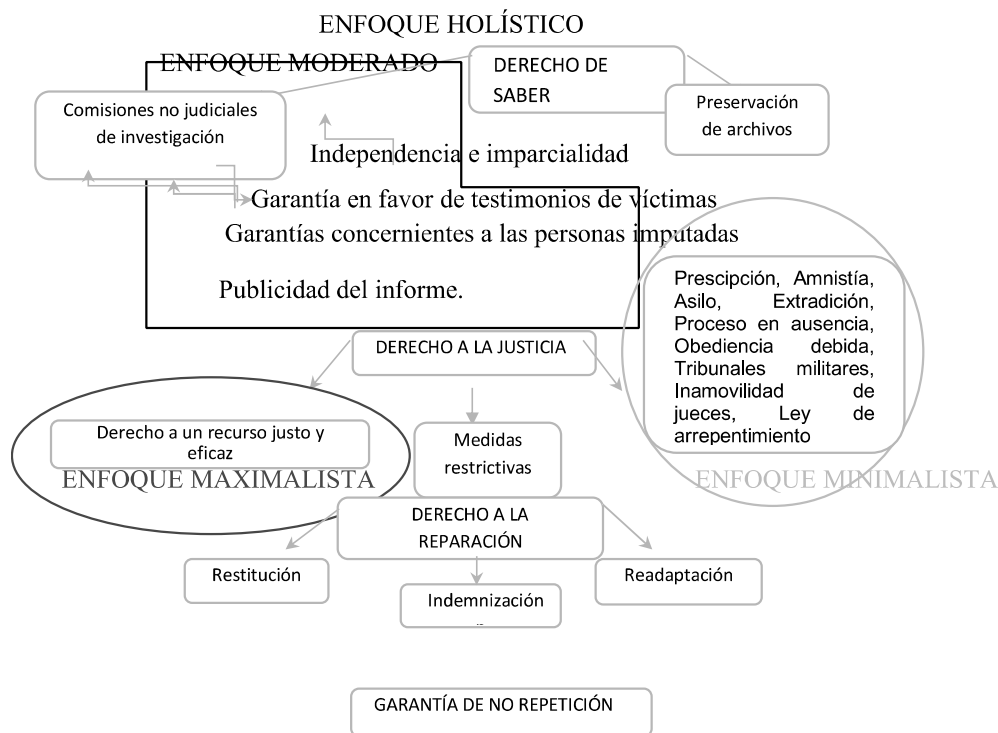 ENFOQUE HOLÍSTICO
ENFOQUE MODERADO
DERECHO DE
SABER
Comisiones no judiciales
de investigación
Preservación
de archivos
Independencia e imparcialidad
Garantía en favor de testimonios de víctimas
Garantías concernientes a las personas imputadas
Publicidad del informe.
Prescipción, Amnistía,
Asilo, Extradición,
Proceso en ausencia,
Obediencia debida,
Tribunales militares,
Inamovilidad de
jueces, Ley de
arrepentimiento
DERECHO A LA JUSTICIA
Derecho a un recurso justo y
eficaz
ENFOQUE MAXIMALISTA
Medidas
restrictivas
ENFOQUE MINIMALISTA
DERECHO A LA
REPARACIÓN
Restitución
Indemnización
Readaptación
GARANTÍA DE NO REPETICIÓN